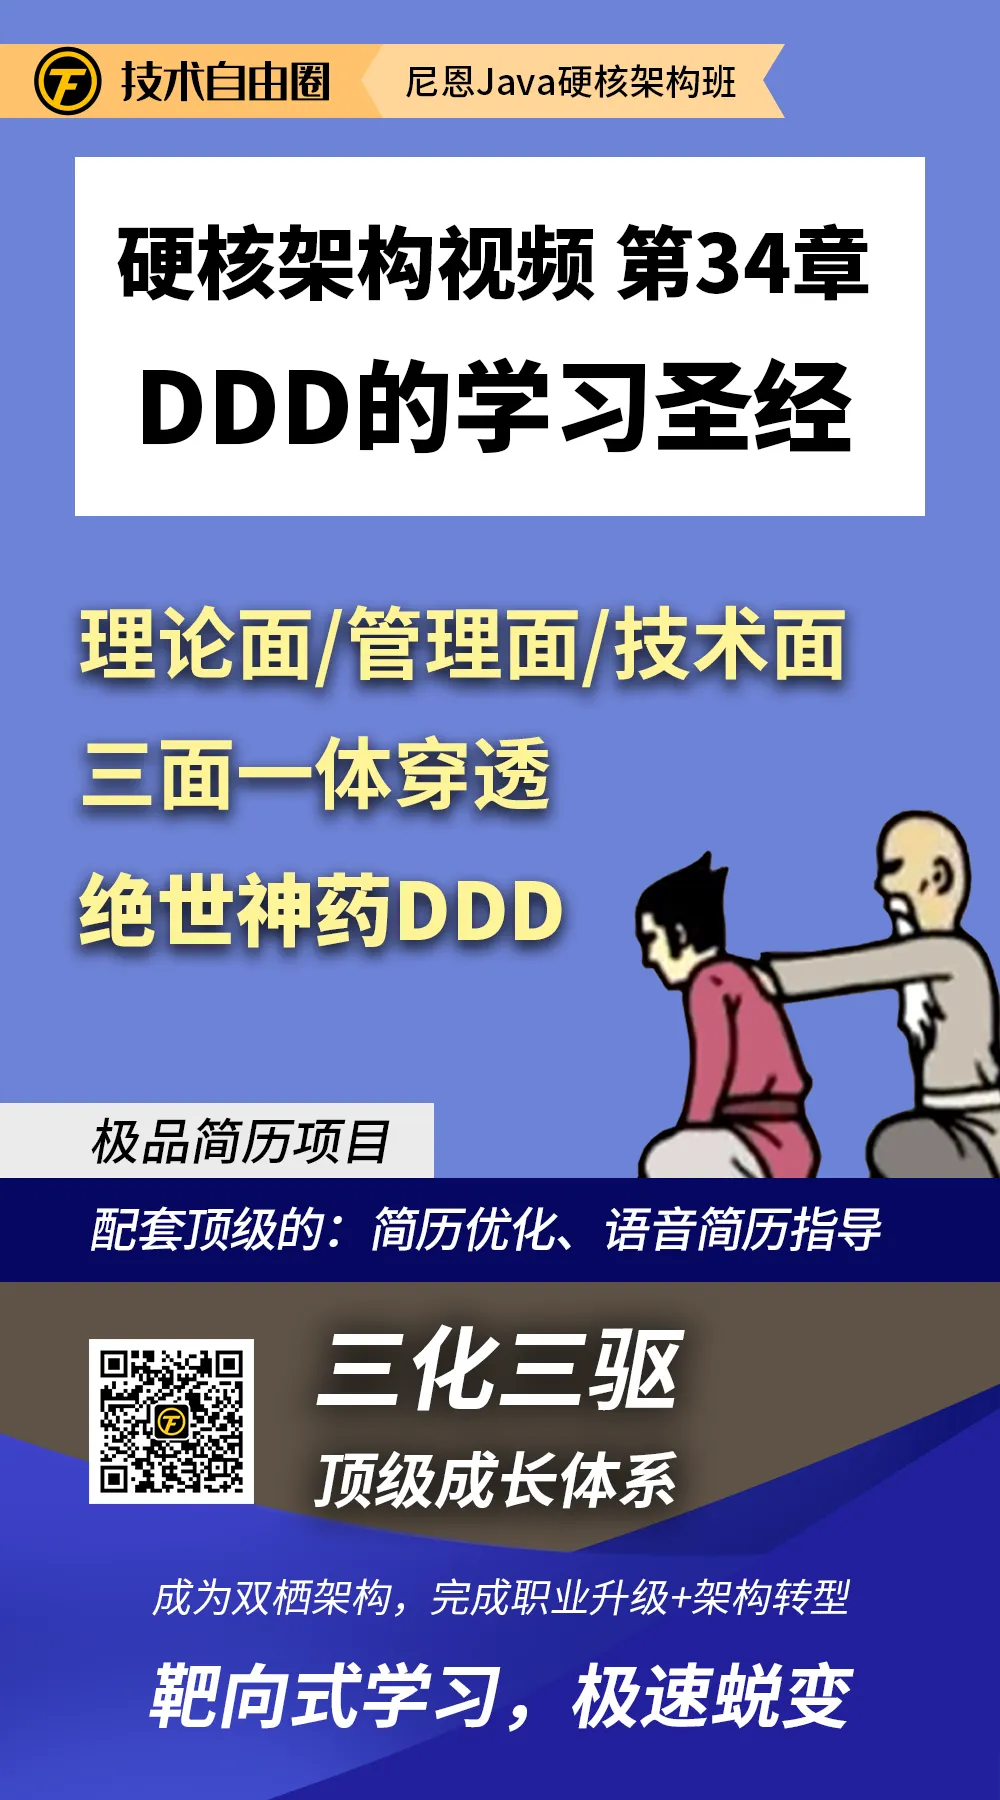 技术自由圈 尼恩Java硬核架构班
硬核架构视频 第34章
DDD的学习圣经
理论面/管理面/技术面
三面一体穿透
绝世神药DDD
极品简历项目
配套顶级的：简历优化、语音简历指导
三化三驱
顶级成长体系
成为双栖架构，完成职业升级+架构转型
靶向式学习，极速蜕变